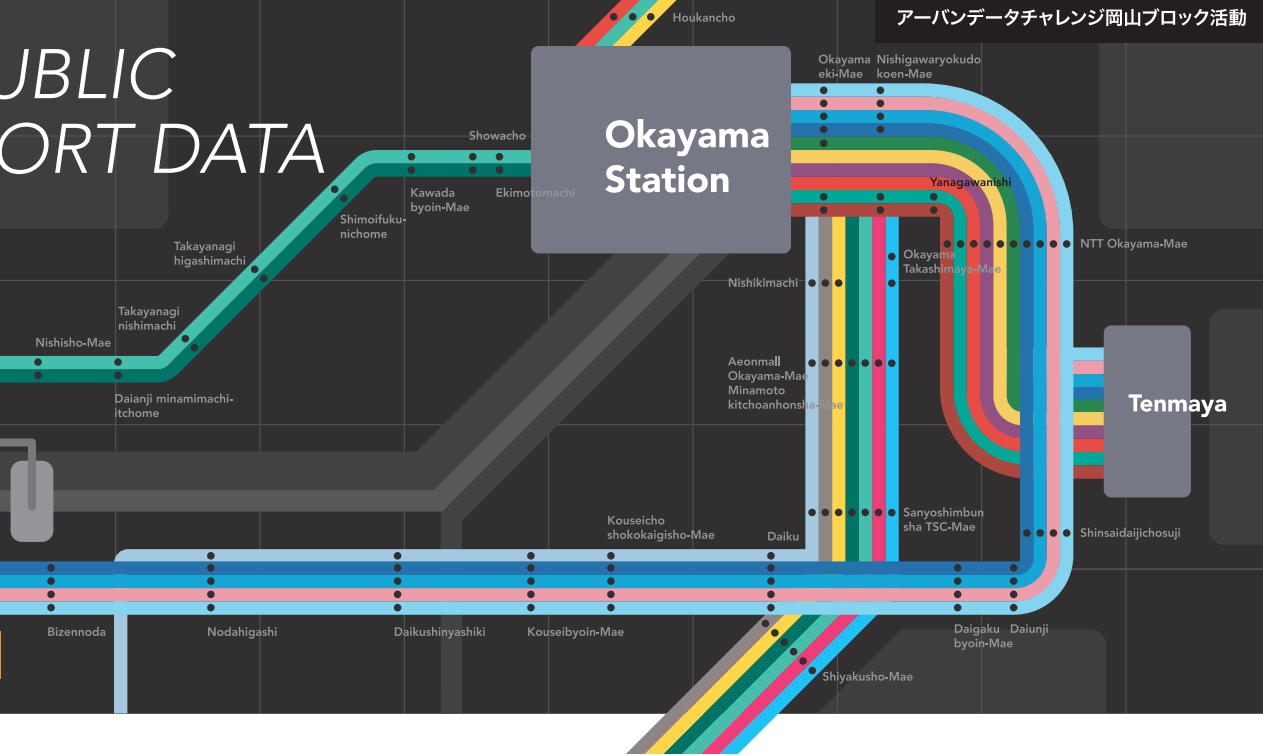 アーバンデータチャレンジ岡山ブロック活動
Houkancho
UBLIC
ORT DATA
Okayama
eki-Mae
Nishigawaryokudo
koen-Mae
Showacho
Okayama
Station
Kawada
byoin-Mae
Ekimotomachi
Yanagawanishi
Shimoifuku-
nichome
Takayanagi
higashimachi
NTT Okayama-Mae
Okayama
Takashimaya-Mae
Nishikimachi
Takayanagi
nishimachi
Nishisho-Mae
Aeonmall
Okayama-Mae
Minamoto
kitchoanhonsha-Mae
Daianji minamimachi-
itchome
Tenmaya
Kouseicho
shokokaigisho-Mae
Daiku
Sanyoshimbun
sha TSC-Mae
Shinsaidaijichosuji
Bizennoda
Nodahigashi
Daikushinyashiki
Kouseibyoin-Mae
Daigaku
byoin-Mae
Daiunji
Shiyakusho-Mae